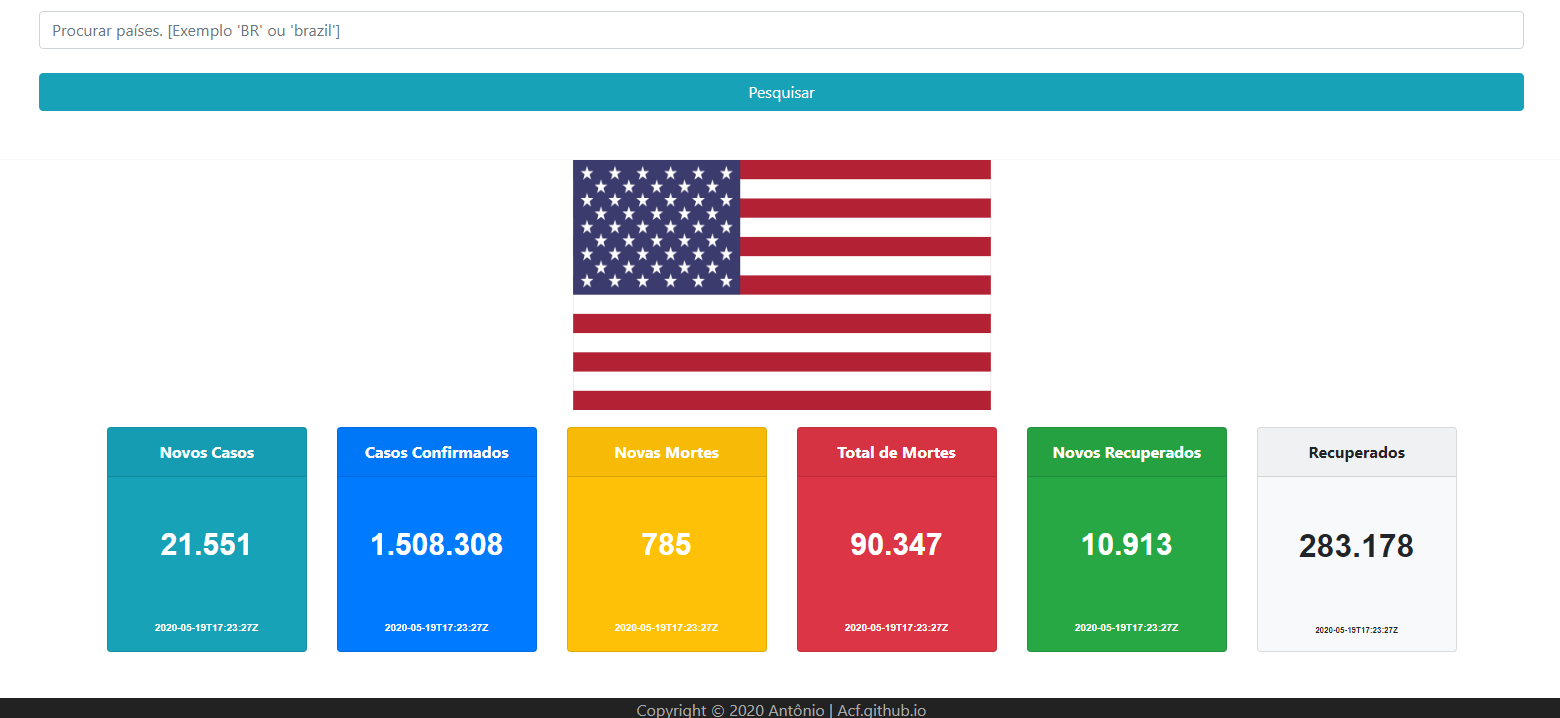 Procurar países. [Exemplo 'BR' ou 'brazil']
Pesquisar
Novos Casos
21.551
2020-05-19T17:23:27Z
Casos Confirmados
1.508.308
2020-05-19T17:23:27Z
Novas Mortes
785
2020-05-19T17:23:27Z
Total de Mortes
90.347
2020-05-19T17:23:27Z
Novos Recuperados
10.913
2020-05-19T17:23:27Z
Recuperados
283.178
2020-05-19T17:23:27Z
Copyright © 2020 Antônio | Acf.github.io